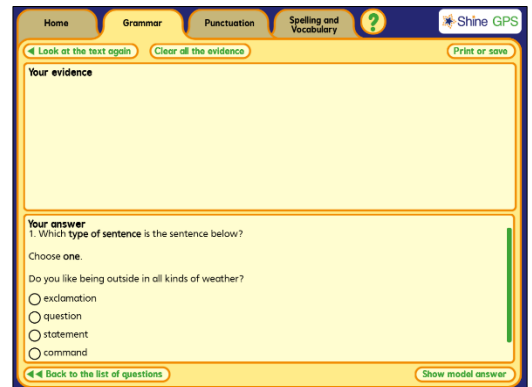 Home
Grammar
Punctuation
Spelling and
Vocabulary
?
Shine GPS
Look at the text again
Clear all the evidence
Print or save
Your evidence
Your answer
1. Which type of sentence is the sentence below?
Choose one.
Do you like being outside in all kinds of weather?
exclamation
question
statement
command
Back to the list of questions
Show model answer